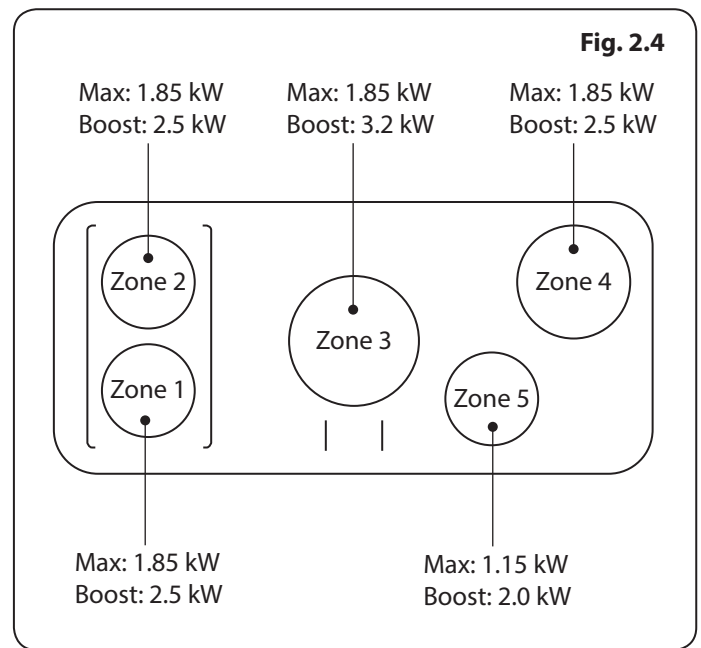 Fig. 2.4
Max: 1.85 kW
Boost: 2.5 kW
Max: 1.85 kW
Boost: 3.2 kW
Max: 1.85 kW
Boost: 2.5 kW
Zone 2
Zone 4
Zone 3
Zone 1
Zone 5
Max: 1.85 kW
Boost: 2.5 kW
Max: 1.15 kW
Boost: 2.0 kW